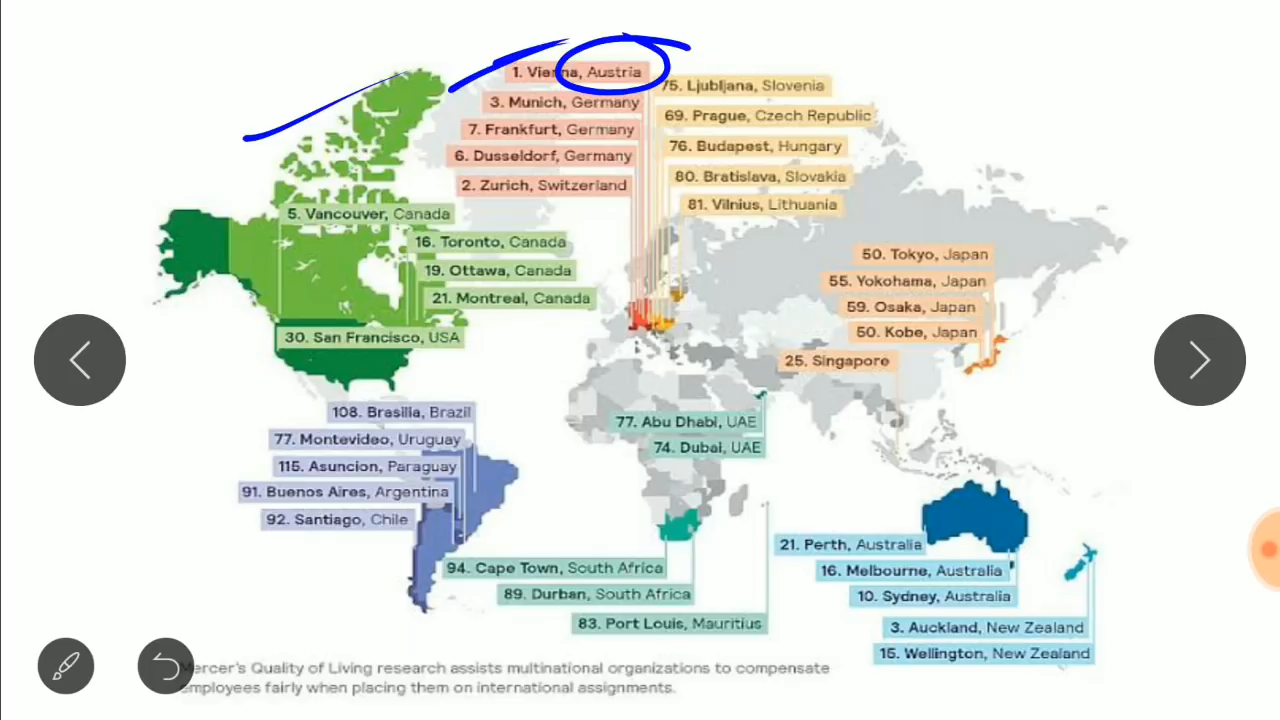 1. Vienna, Austria
3. Munich, Germany
7. Frankfurt, Germany
6. Dusseldorf, Germany
2. Zurich, Switzerland
75. Ljubljana, Slovenia
69. Prague, Czech Republic
76. Budapest, Hungary
80. Bratislava, Slovakia
81. Vilnius, Lithuania
5. Vancouver, Canada
16. Toronto, Canada
19. Ottawa, Canada
21. Montreal, Canada
30. San Francisco, USA
50. Tokyo, Japan
55. Yokohama, Japan
59. Osaka, Japan
50. Kobe, Japan
25. Singapore
108. Brasilia, Brazil
77. Montevideo, Uruguay
115. Asuncion, Paraguay
91. Buenos Aires, Argentina
92. Santiago, Chile
77. Abu Dhabi, UAE
74. Dubai, UAE
94. Cape Town, South Africa
89. Durban, South Africa
83. Port Louis, Mauritius
21. Perth, Australia
16. Melbourne, Australia
10. Sydney, Australia
3. Auckland, New Zealand
15. Wellington, New Zealand
Mercer's Quality of Living research assists multinational organizations to compensate
employees fairly when placing them on international assignments.